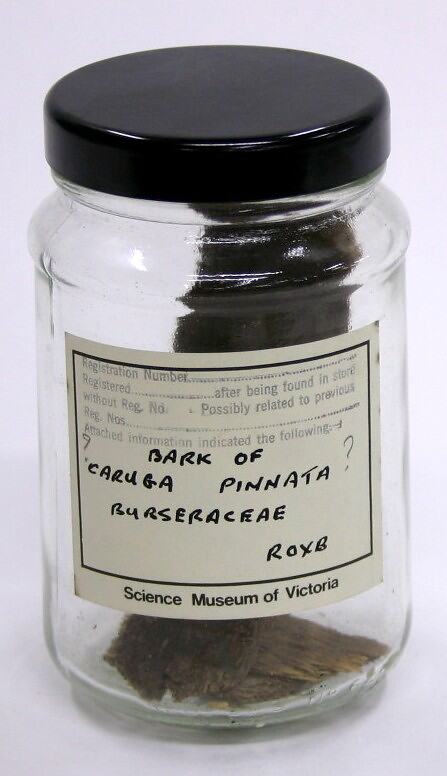 Registration Number
Registered after being found in store
without Reg. No. Possibly related to previous
Reg. Nos.
Attached information indicated the following:-
? BARK OF ?
"CARUGA PINNATA
BURSERACEAE
ROXB
Science Museum of Victoria